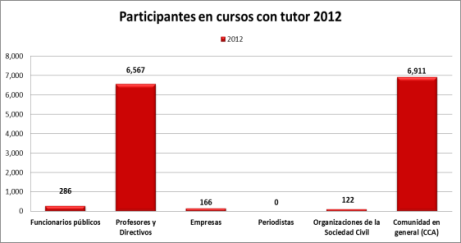 Participantes en cursos con tutor 2012
2012
8,000
7,000
6,000
5,000
4,000
3,000
2,000
1,000
0
286
6,567
166
0
122
6,911
Funcionarios públicos
Profesores y
Directivos
Empresas
Periodistas
Organizaciones de la
Sociedad Civil
Comunidad en
general (CCA)